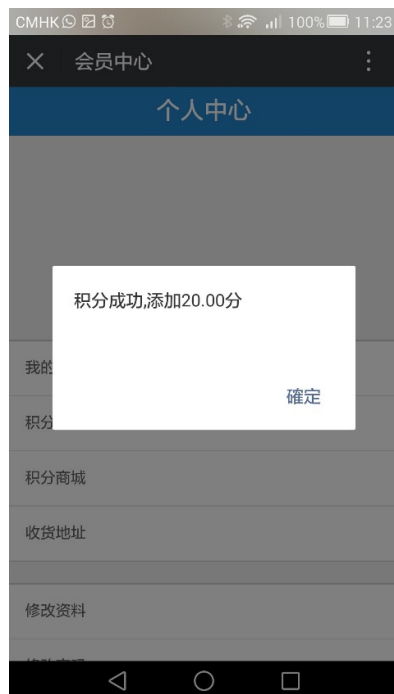 CMHK 100% 11:23
会员中心
个人中心
积分成功,添加20.00分
確定
我的
积分
积分商城
收货地址
修改资料